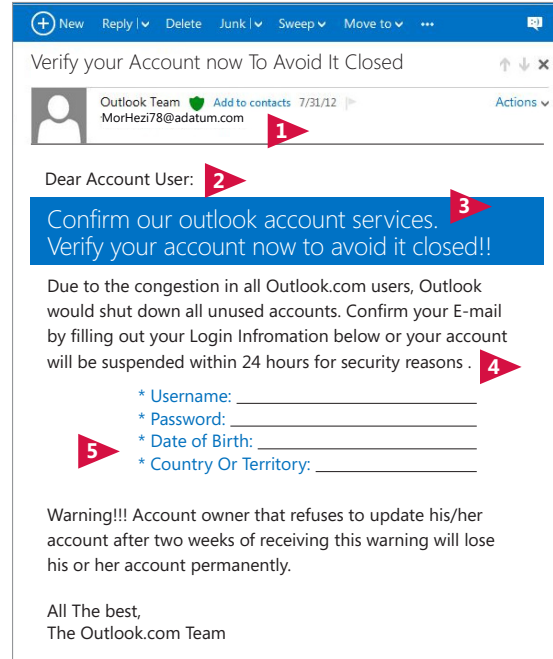 New Reply Delete Junk Sweep Move to •••
Verify your Account now To Avoid It Closed
Outlook Team Add to contacts 7/31/12 Actions
MorHezi78@adatum.com
1
Dear Account User: 2
3
Confirm our outlook account services.
Verify your account now to avoid it closed!!
Due to the congestion in all Outlook.com users, Outlook
would shut down all unused accounts. Confirm your E-mail
by filling out your Login Infromation below or your account
will be suspended within 24 hours for security reasons . 4
* Username:
* Password:
5 * Date of Birth:
* Country Or Territory:
Warning!!! Account owner that refuses to update his/her
account after two weeks of receiving this warning will lose
his or her account permanently.
All The best,
The Outlook.com Team